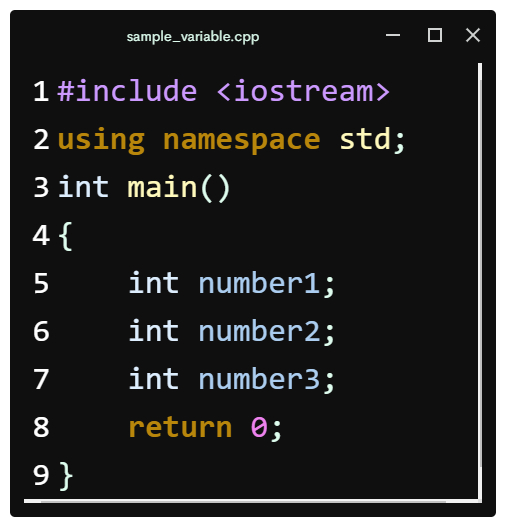 sample_variable.cpp
1 #include <iostream>
2 using namespace std;
3 int main()
4 {
5     int number1;
6     int number2;
7     int number3;
8     return 0;
9 }